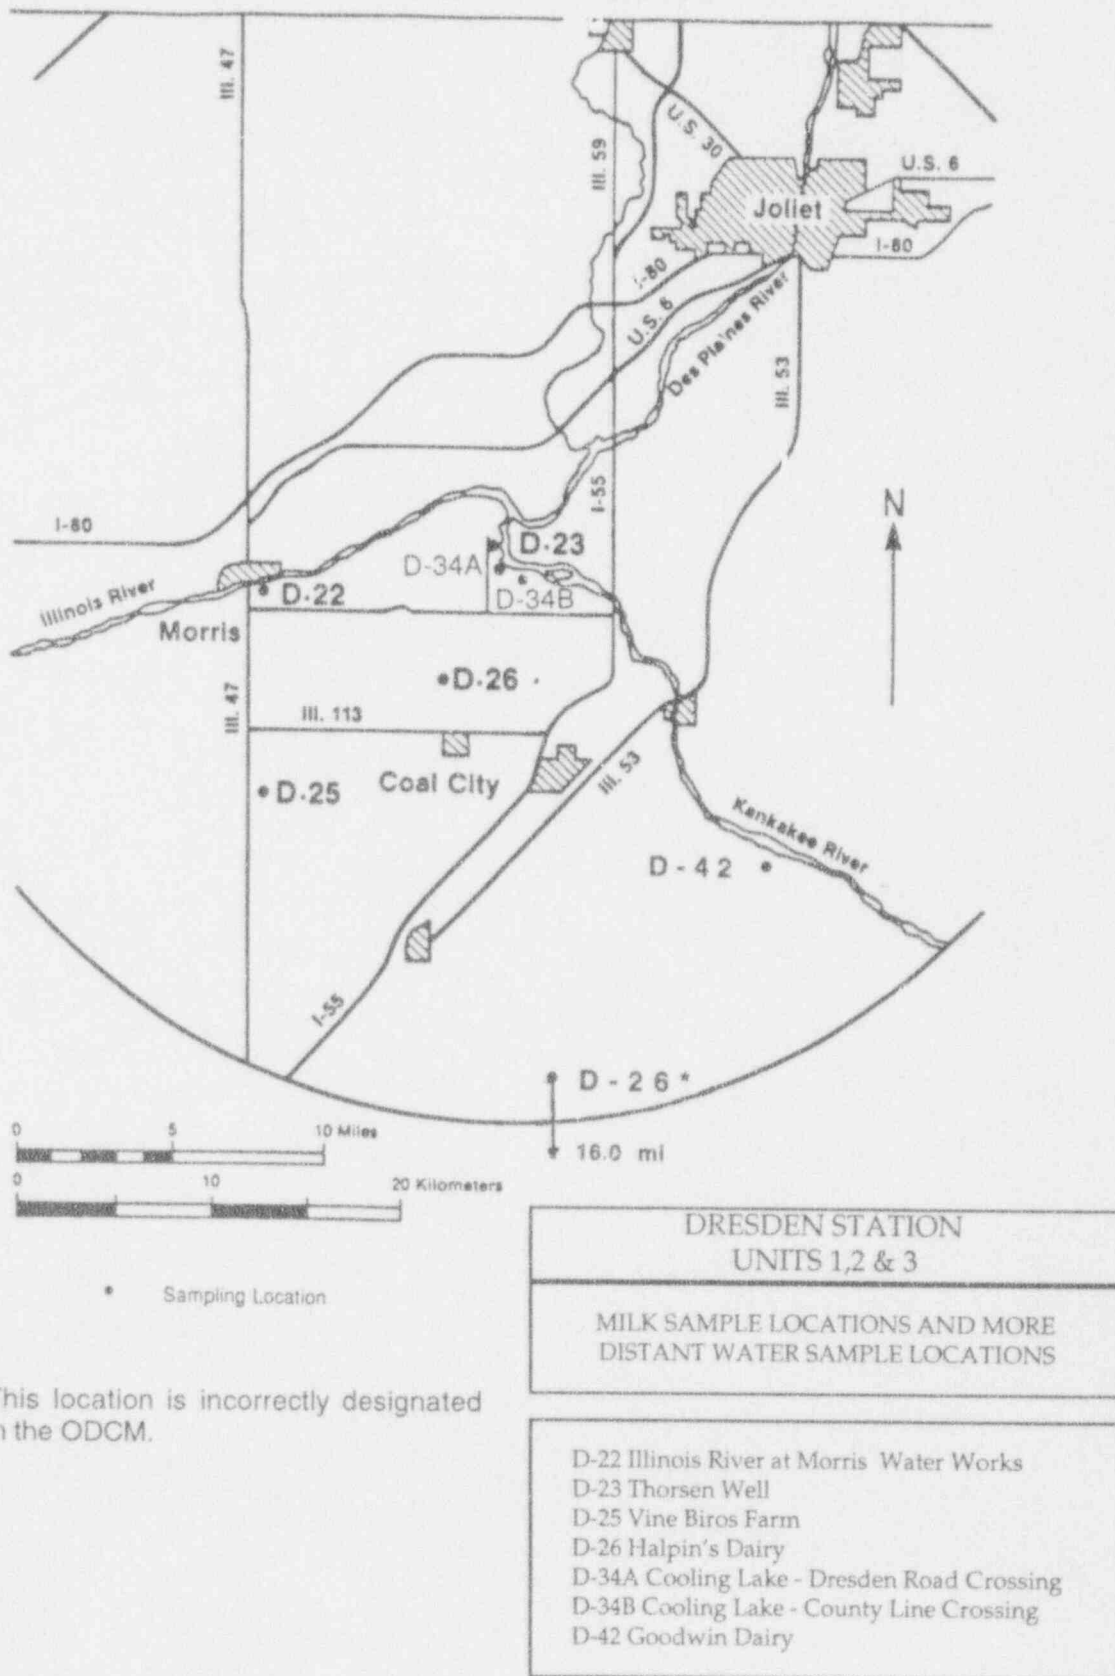 Ill. 47
Ill. 59
U.S. 30
U.S. 6
Joliet
I-80
I-80
U.S. 6
Des Plaines River
Ill. 53
I-55
I-80
N
D-23
D-34A
D-34B
D-22
Illinois River
Morris
D-26
Ill. 47
Ill. 113
D-25
Coal City
Ill. 53
Kankakee River
D-42
I-55
D-26*
0 5 10 Miles
16.0 mi
0 10 20 Kilometers
DRESDEN STATION
UNITS 1,2 & 3
Sampling Location
MILK SAMPLE LOCATIONS AND MORE
DISTANT WATER SAMPLE LOCATIONS
This location is incorrectly designated
the ODCM.
D-22 Illinois River at Morris Water Works
D-23 Thorsen Well
D-25 Vine Biros Farm
D-26 Halpin's Dairy
D-34A Cooling Lake - Dresden Road Crossing
D-34B Cooling Lake - County Line Crossing
D-42 Goodwin Dairy